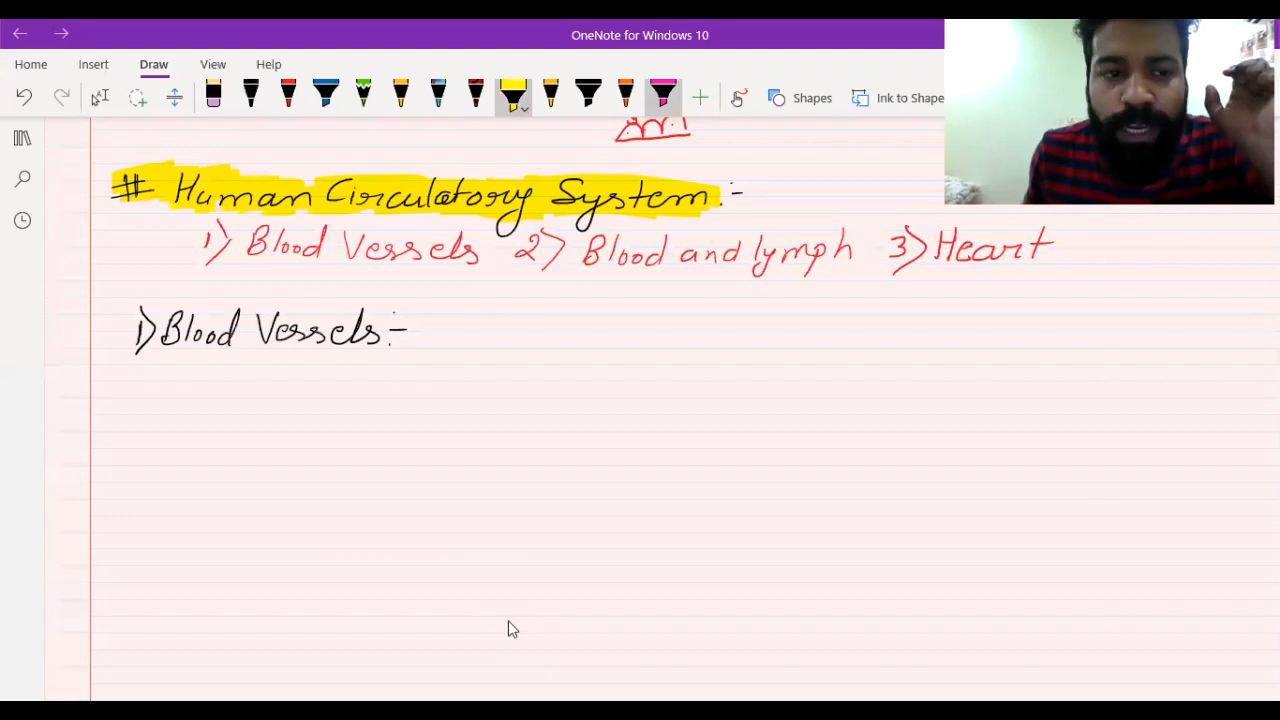 OneNote for Windows 10
Home Insert Draw View Help
Shapes Ink to Shape
# Human Circulatory System :-
1) Blood Vessels 2) Blood and lymph 3) Heart
1) Blood Vessels :-